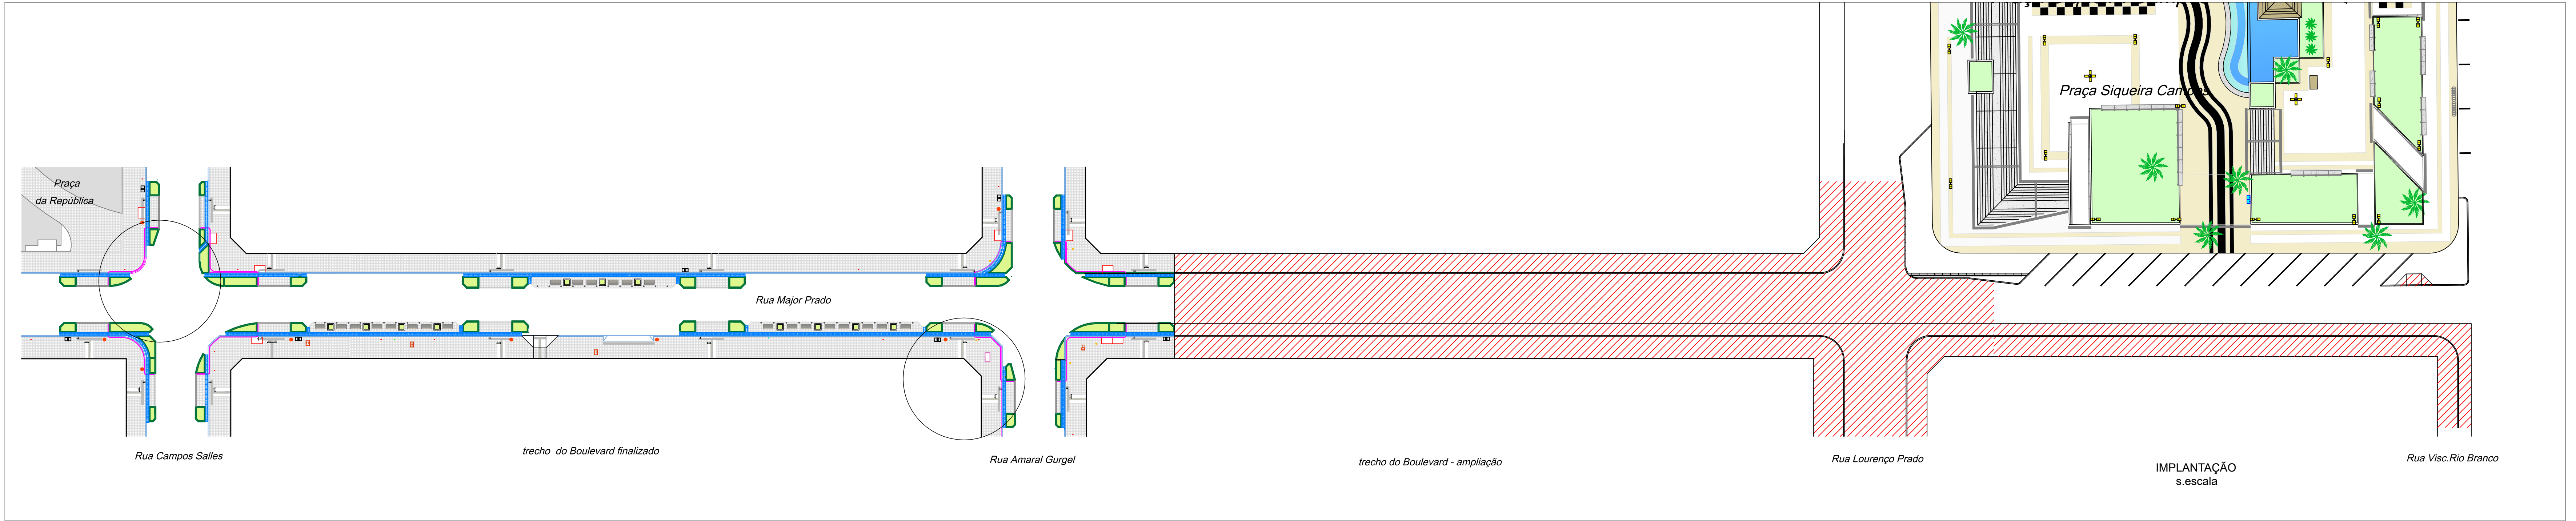 Praça Siqueira Campos
Praça
da República
Rua Major Prado
Rua Campos Salles
trecho do Boulevard finalizado
Rua Amaral Gurgel
trecho do Boulevard - ampliação
Rua Lourenço Prado
Rua Visc.Rio Branco
IMPLANTAÇÃO
s.escala